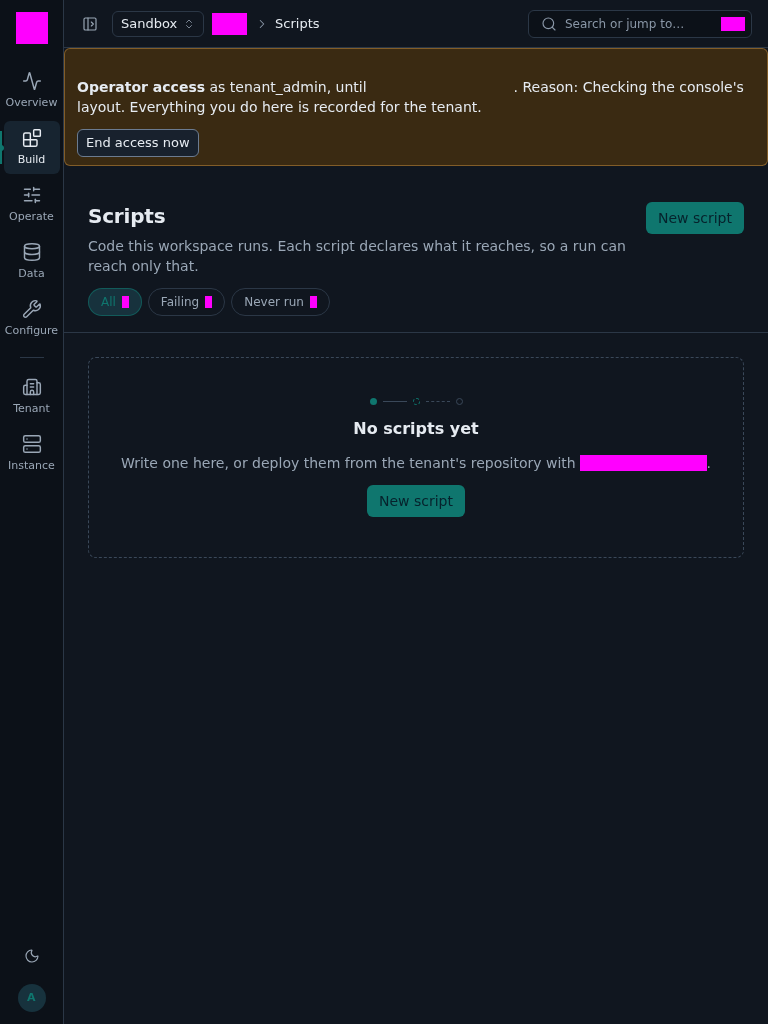 Sandbox
Scripts
Search or jump to…
Operator access as tenant_admin, until . Reason: Checking the console's
layout. Everything you do here is recorded for the tenant.
End access now
Overview
Build
Operate
Data
Configure
Tenant
Instance
Scripts
New script
Code this workspace runs. Each script declares what it reaches, so a run can
reach only that.
All
Failing
Never run
No scripts yet
Write one here, or deploy them from the tenant's repository with .
New script
A